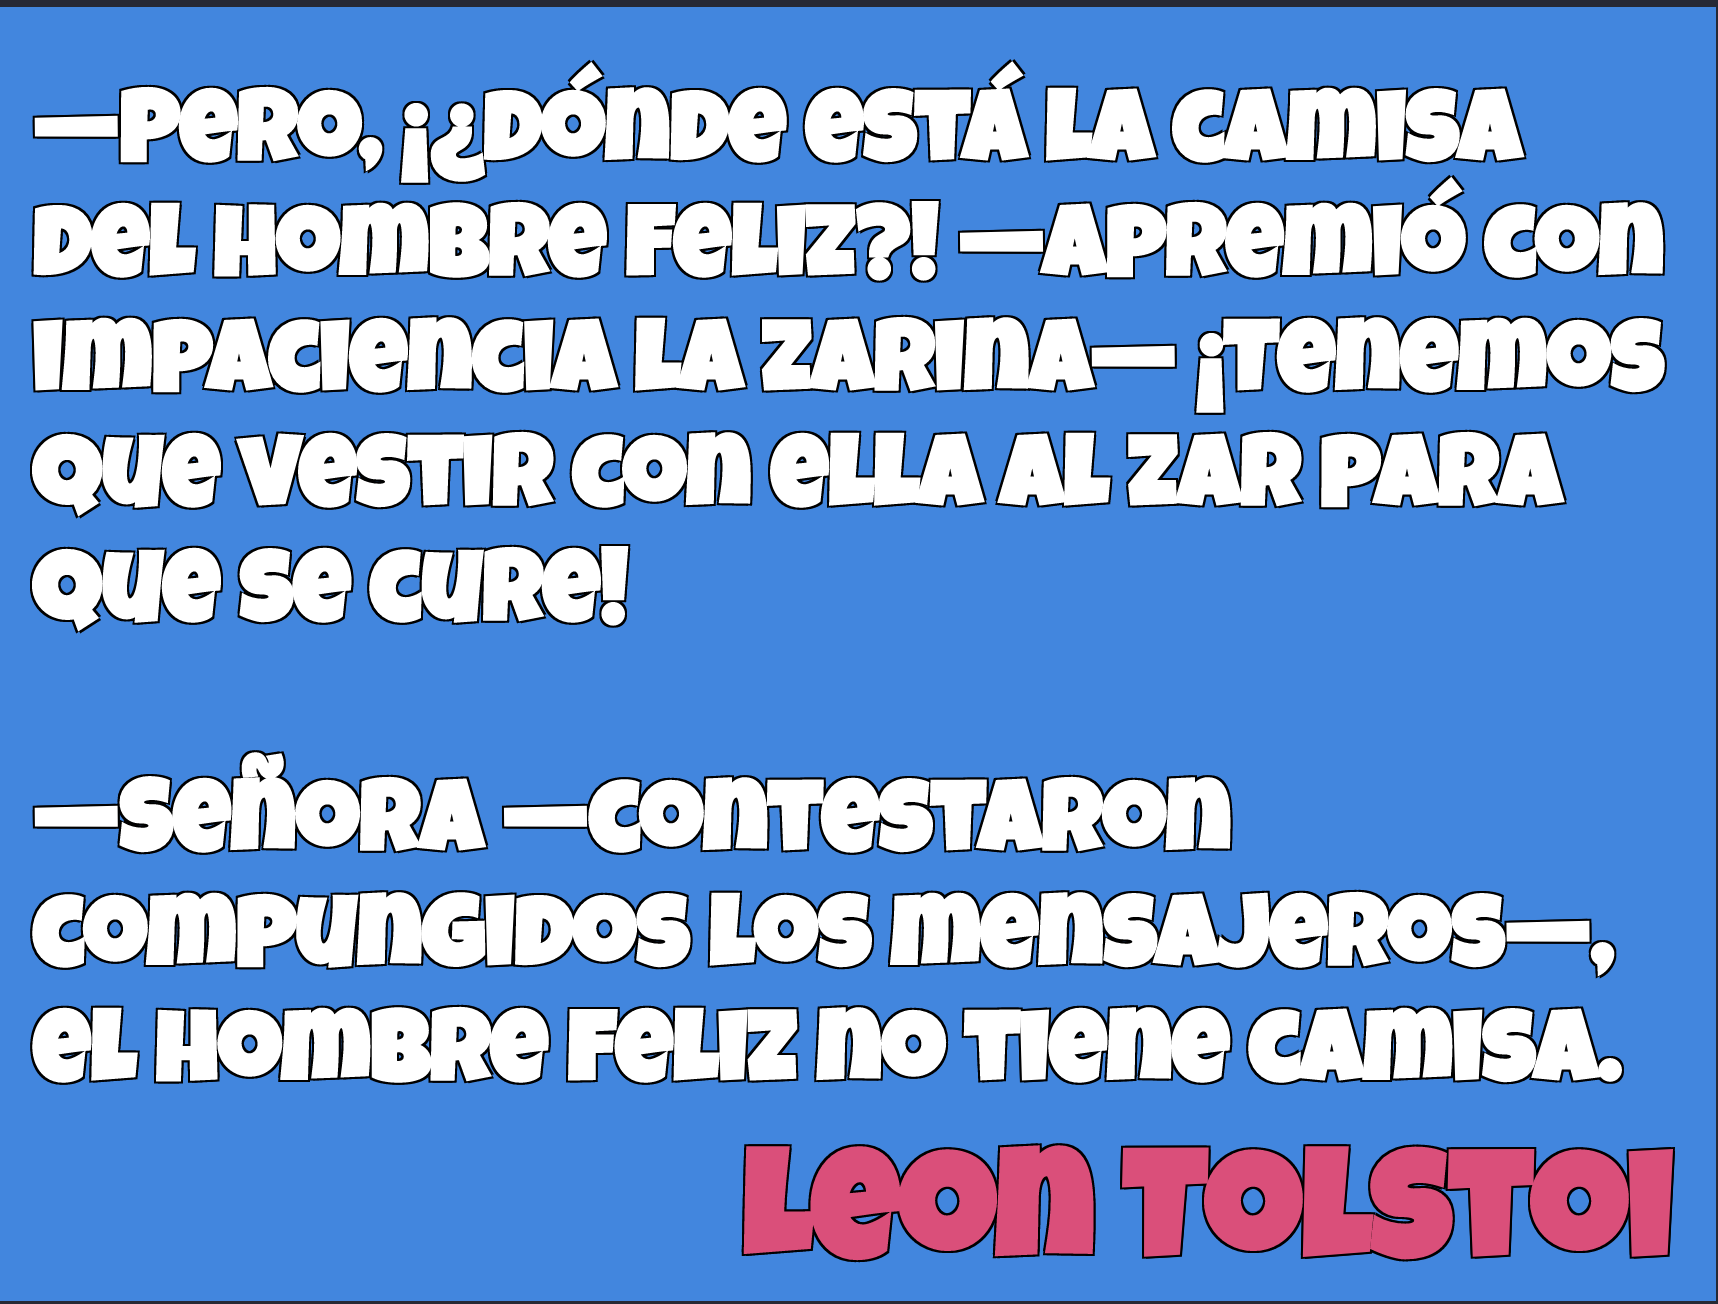 —Pero, ¡¿dónde está la camisa
del hombre feliz?! —apremió con
impaciencia la zarina— ¡Tenemos
que vestir con ella al zar para
que se cure!
—Señora —contestaron
compungidos los mensajeros—,
el hombre feliz no tiene camisa.
Leon Tolstoi